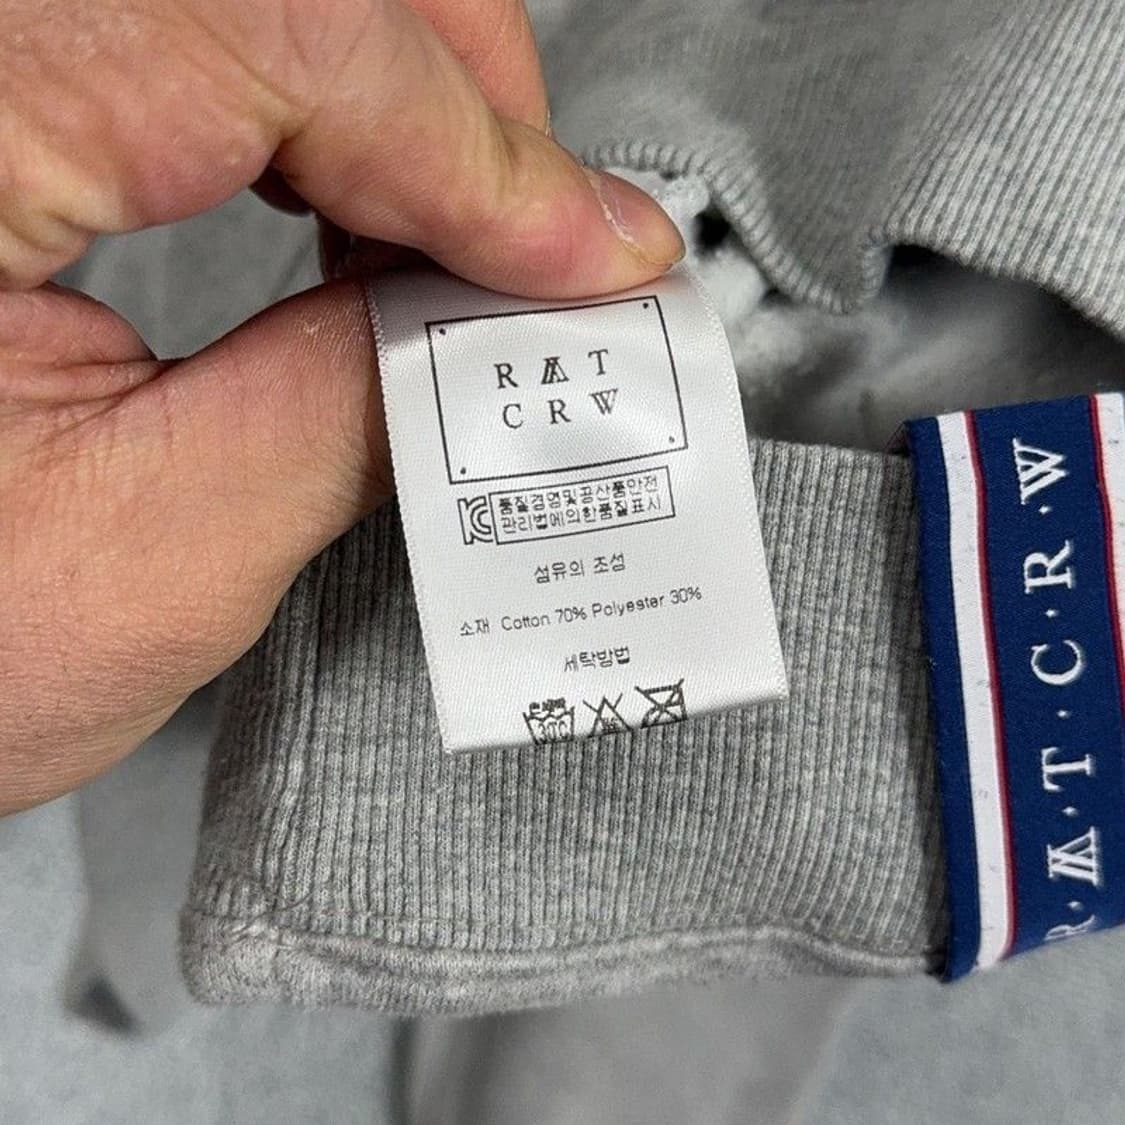 RAT
CRW
품질경영및공산품안전
관리법에의한품질표시
섬유의 조성
소재 Cotton 70% Polyester 30%
세탁방법
30℃
R·A·T·C·R·W